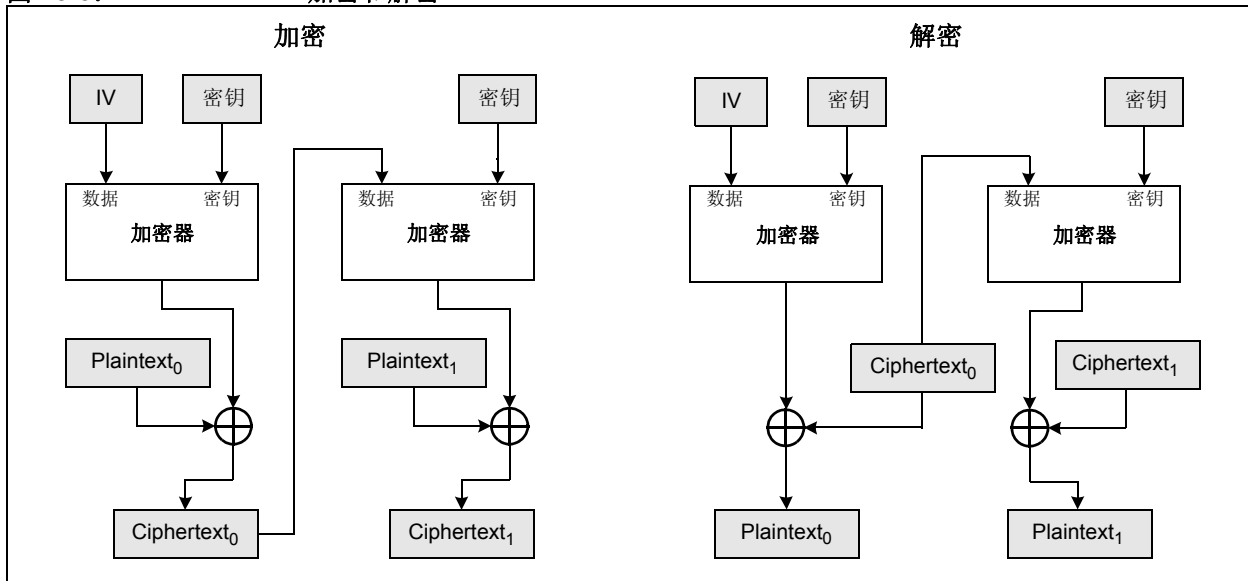 加密 解密
IV 密钥 密钥 IV 密钥 密钥
数据 密钥 数据 密钥 数据 密钥 数据 密钥
加密器 加密器 加密器 加密器
Plaintext₀ Plaintext₁ Ciphertext₀ Ciphertext₁
Ciphertext₀ Ciphertext₁ Plaintext₀ Plaintext₁